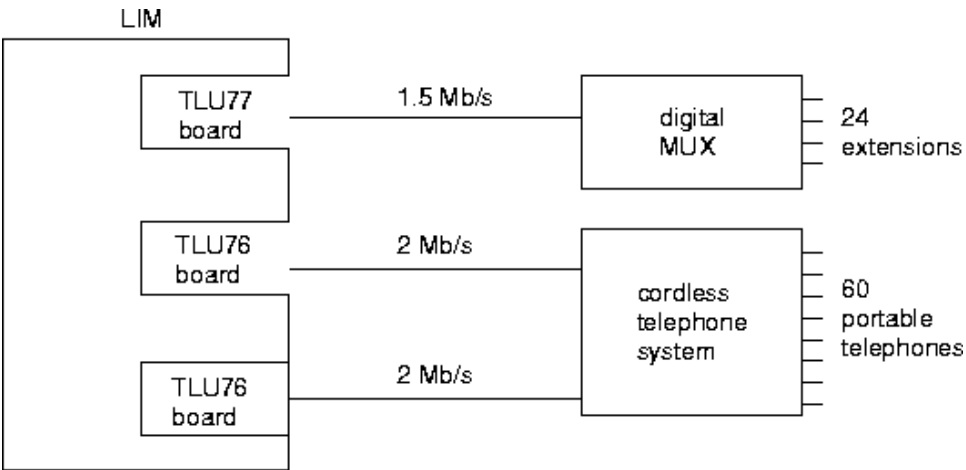 LIM
TLU77
board
1.5 Mb/s
digital
MUX
24
extensions
TLU76
board
2 Mb/s
cordless
telephone
system
60
portable
telephones
TLU76
board
2 Mb/s